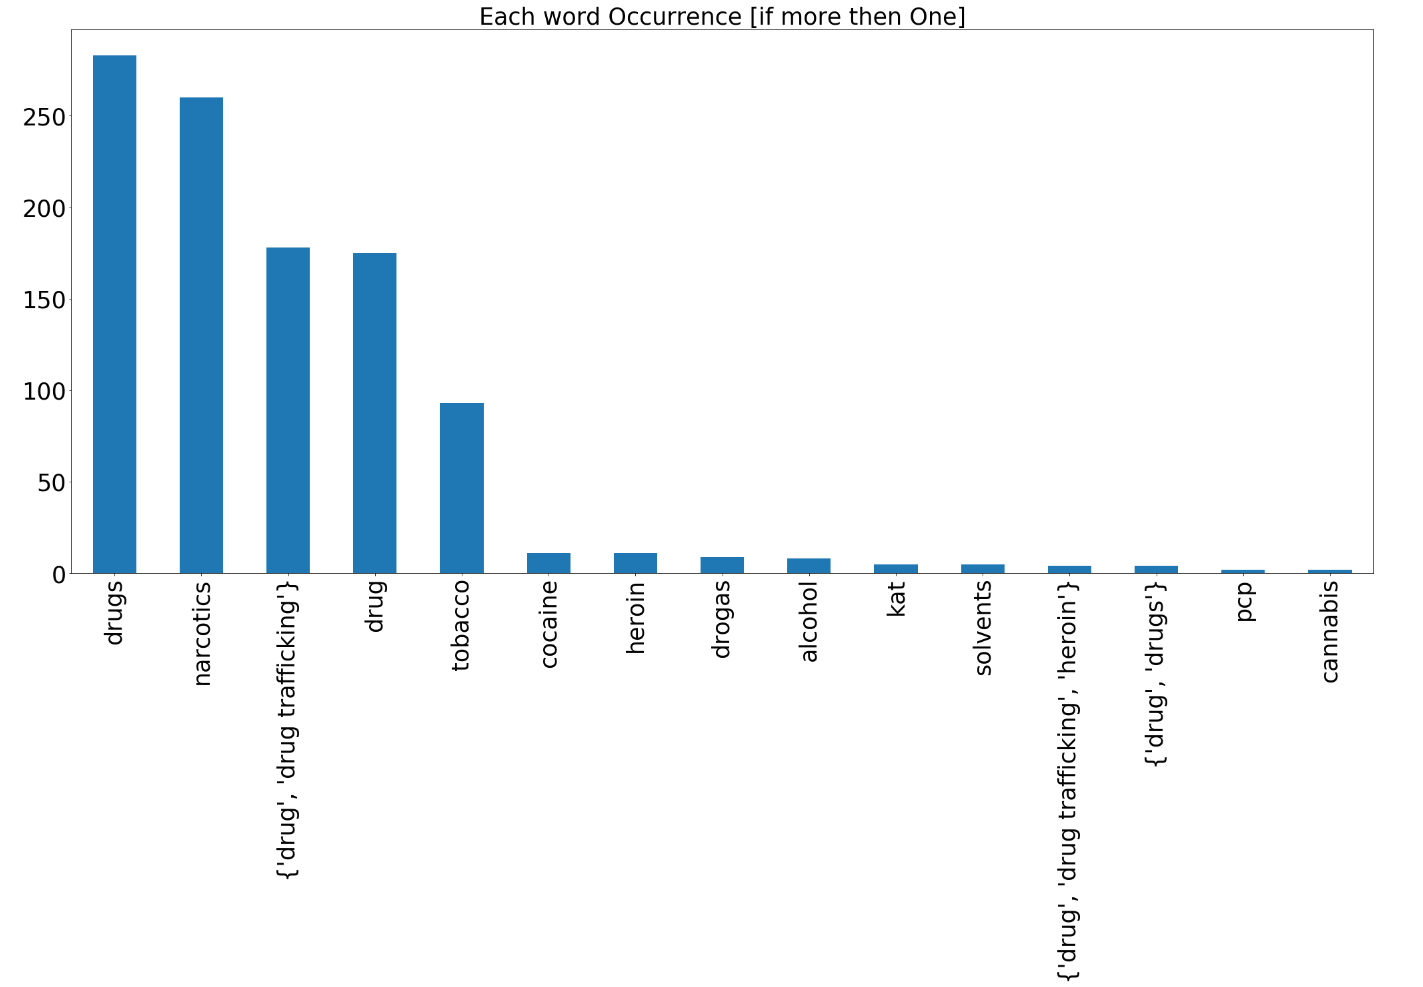 Each word Occurrence [if more then One]
250
200
150
100
50
0
drugs
narcotics
{'drug', 'drug trafficking'}
drug
tobacco
cocaine
heroin
drogas
alcohol
kat
solvents
{'drug', 'drug trafficking', 'heroin'}
{'drug', 'drugs'}
pcp
cannabis